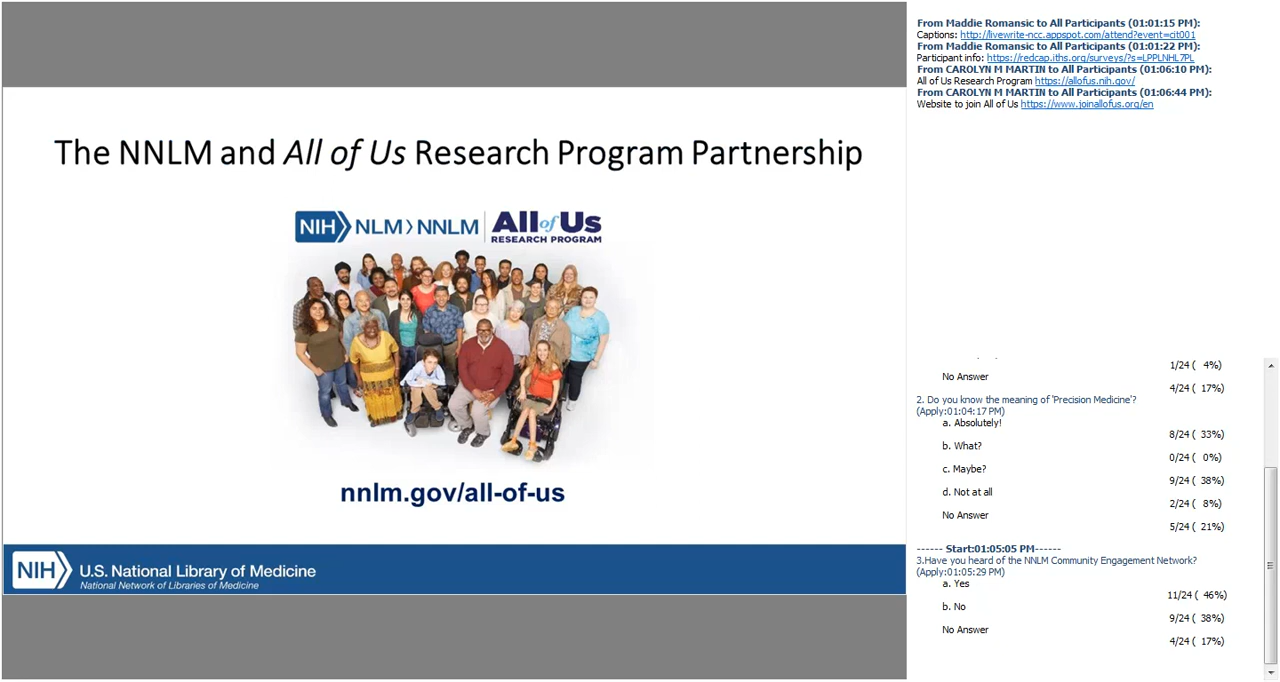 The NNLM and All of Us Research Program Partnership
NIH NLM NNLM All of Us
RESEARCH PROGRAM
nnlm.gov/all-of-us
NIH U.S. National Library of Medicine
National Network of Libraries of Medicine
From Maddie Romansic to All Participants (01:01:15 PM):
Captions: http://livewrite-ncc.appspot.com/attend?event=cit001
From Maddie Romansic to All Participants (01:01:22 PM):
Participant info: https://redcap.iths.org/surveys/?s=LPPLNHL7PL
From CAROLYN M MARTIN to All Participants (01:06:10 PM):
All of Us Research Program https://allofus.nih.gov/
From CAROLYN M MARTIN to All Participants (01:06:44 PM):
Website to join All of Us https://www.joinallofus.org/en
1/24 ( 4%)
No Answer
4/24 ( 17%)
2. Do you know the meaning of 'Precision Medicine'?
(Apply:01:04:17 PM)
a. Absolutely!
8/24 ( 33%)
b. What?
0/24 ( 0%)
c. Maybe?
9/24 ( 38%)
d. Not at all
2/24 ( 8%)
No Answer
5/24 ( 21%)
------ Start:01:05:05 PM------
3.Have you heard of the NNLM Community Engagement Network?
(Apply:01:05:29 PM)
a. Yes
11/24 ( 46%)
b. No
9/24 ( 38%)
No Answer
4/24 ( 17%)